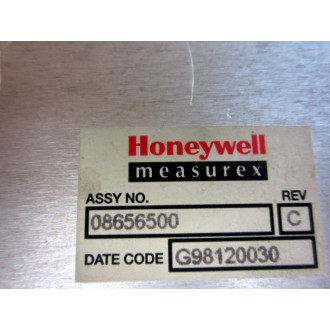 Honeywell
measurex
ASSY NO. REV
08656500 C
DATE CODE G98120030